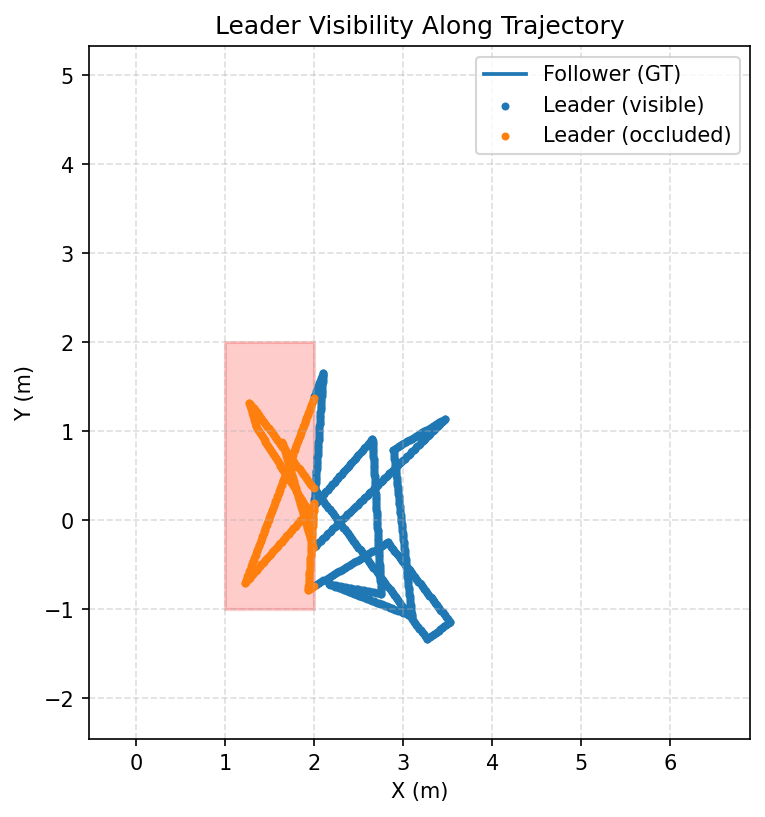 Leader Visibility Along Trajectory
Follower (GT)
Leader (visible)
Leader (occluded)
5
4
3
2
1
0
−1
−2
Y (m)
0 1 2 3 4 5 6
X (m)